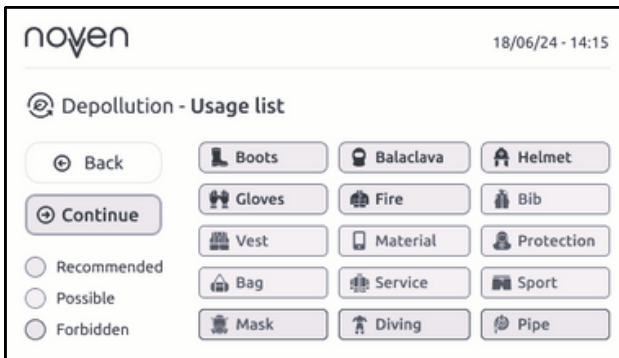 noven
18/06/24 - 14:15
Depollution - Usage list
Back
Continue
Recommended
Possible
Forbidden
Boots Balaclava Helmet
Gloves Fire Bib
Vest Material Protection
Bag Service Sport
Mask Diving Pipe